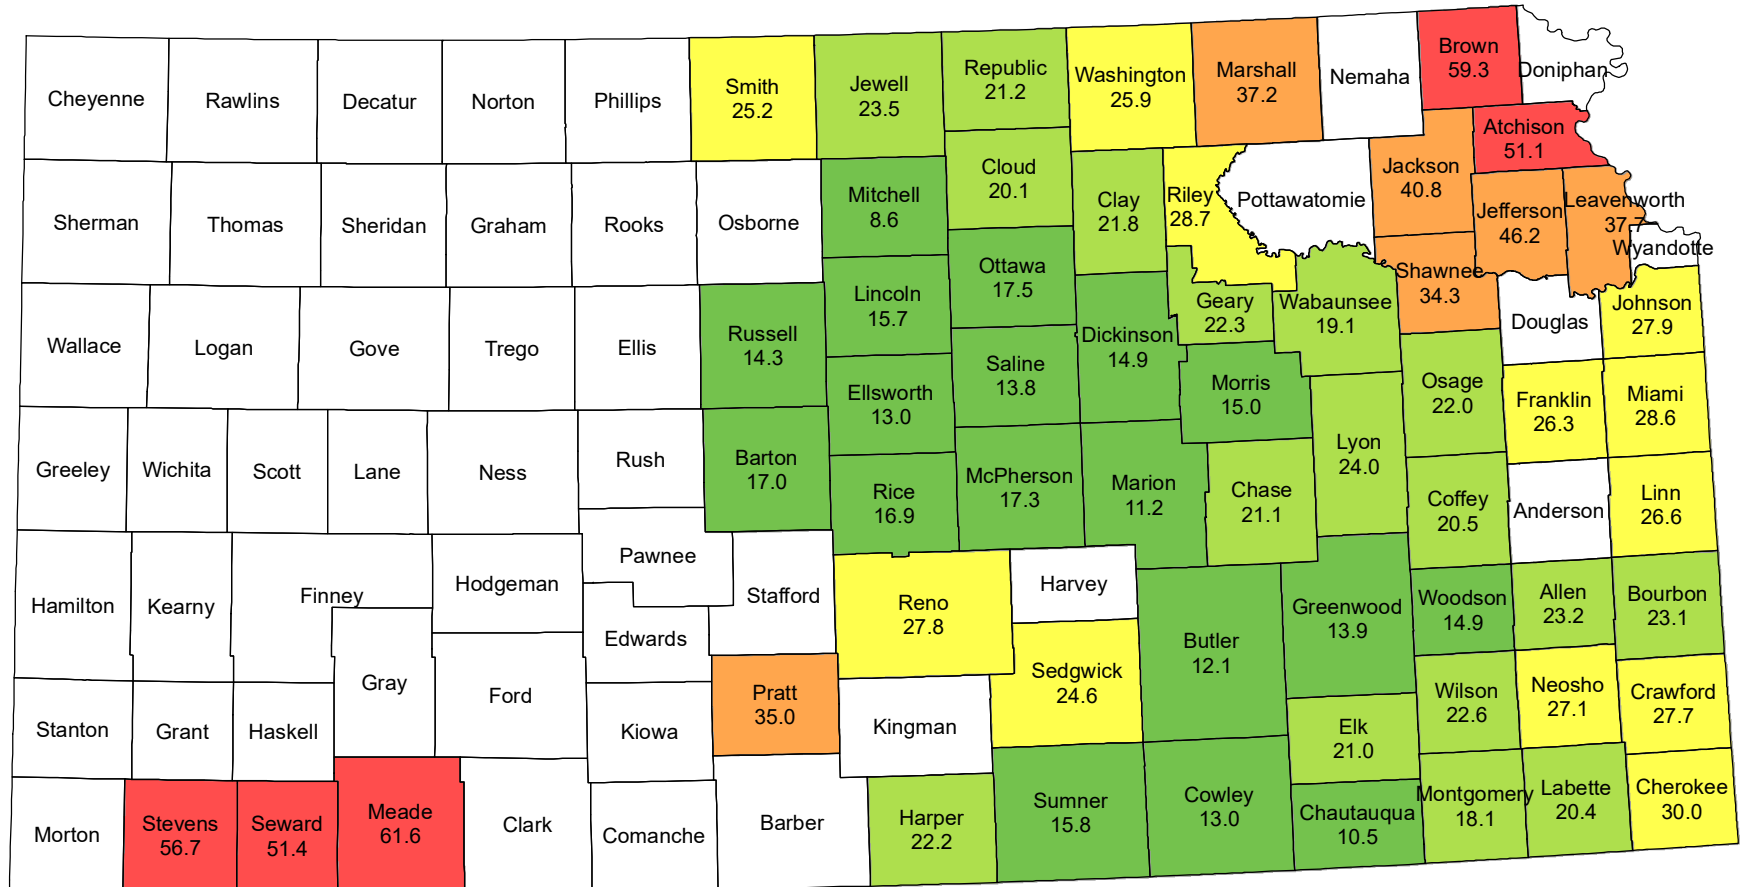 Cheyenne
Rawlins
Decatur
Norton
Phillips
Smith
25.2
Jewell
23.5
Republic
21.2
Washington
25.9
Marshall
37.2
Nemaha
Brown
59.3
Doniphan
Atchison
51.1
Sherman
Thomas
Sheridan
Graham
Rooks
Osborne
Mitchell
8.6
Cloud
20.1
Clay
21.8
Riley
28.7
Pottawatomie
Jackson
40.8
Jefferson
46.2
Leavenworth
37.7
Wyandotte
Ottawa
17.5
Lincoln
15.7
Geary
22.3
Wabaunsee
19.1
Shawnee
34.3
Douglas
Johnson
27.9
Wallace
Logan
Gove
Trego
Ellis
Russell
14.3
Saline
13.8
Dickinson
14.9
Ellsworth
13.0
Morris
15.0
Osage
22.0
Franklin
26.3
Miami
28.6
Lyon
24.0
Greeley
Wichita
Scott
Lane
Ness
Rush
Barton
17.0
Rice
16.9
McPherson
17.3
Marion
11.2
Chase
21.1
Coffey
20.5
Anderson
Linn
26.6
Pawnee
Hamilton
Kearny
Finney
Hodgeman
Stafford
Edwards
Reno
27.8
Harvey
Butler
12.1
Greenwood
13.9
Woodson
14.9
Allen
23.2
Bourbon
23.1
Gray
Ford
Pratt
35.0
Sedgwick
24.6
Wilson
22.6
Neosho
27.1
Crawford
27.7
Stanton
Grant
Haskell
Kiowa
Kingman
Elk
21.0
Morton
Stevens
56.7
Seward
51.4
Meade
61.6
Clark
Comanche
Barber
Harper
22.2
Sumner
15.8
Cowley
13.0
Chautauqua
10.5
Montgomery
18.1
Labette
20.4
Cherokee
30.0